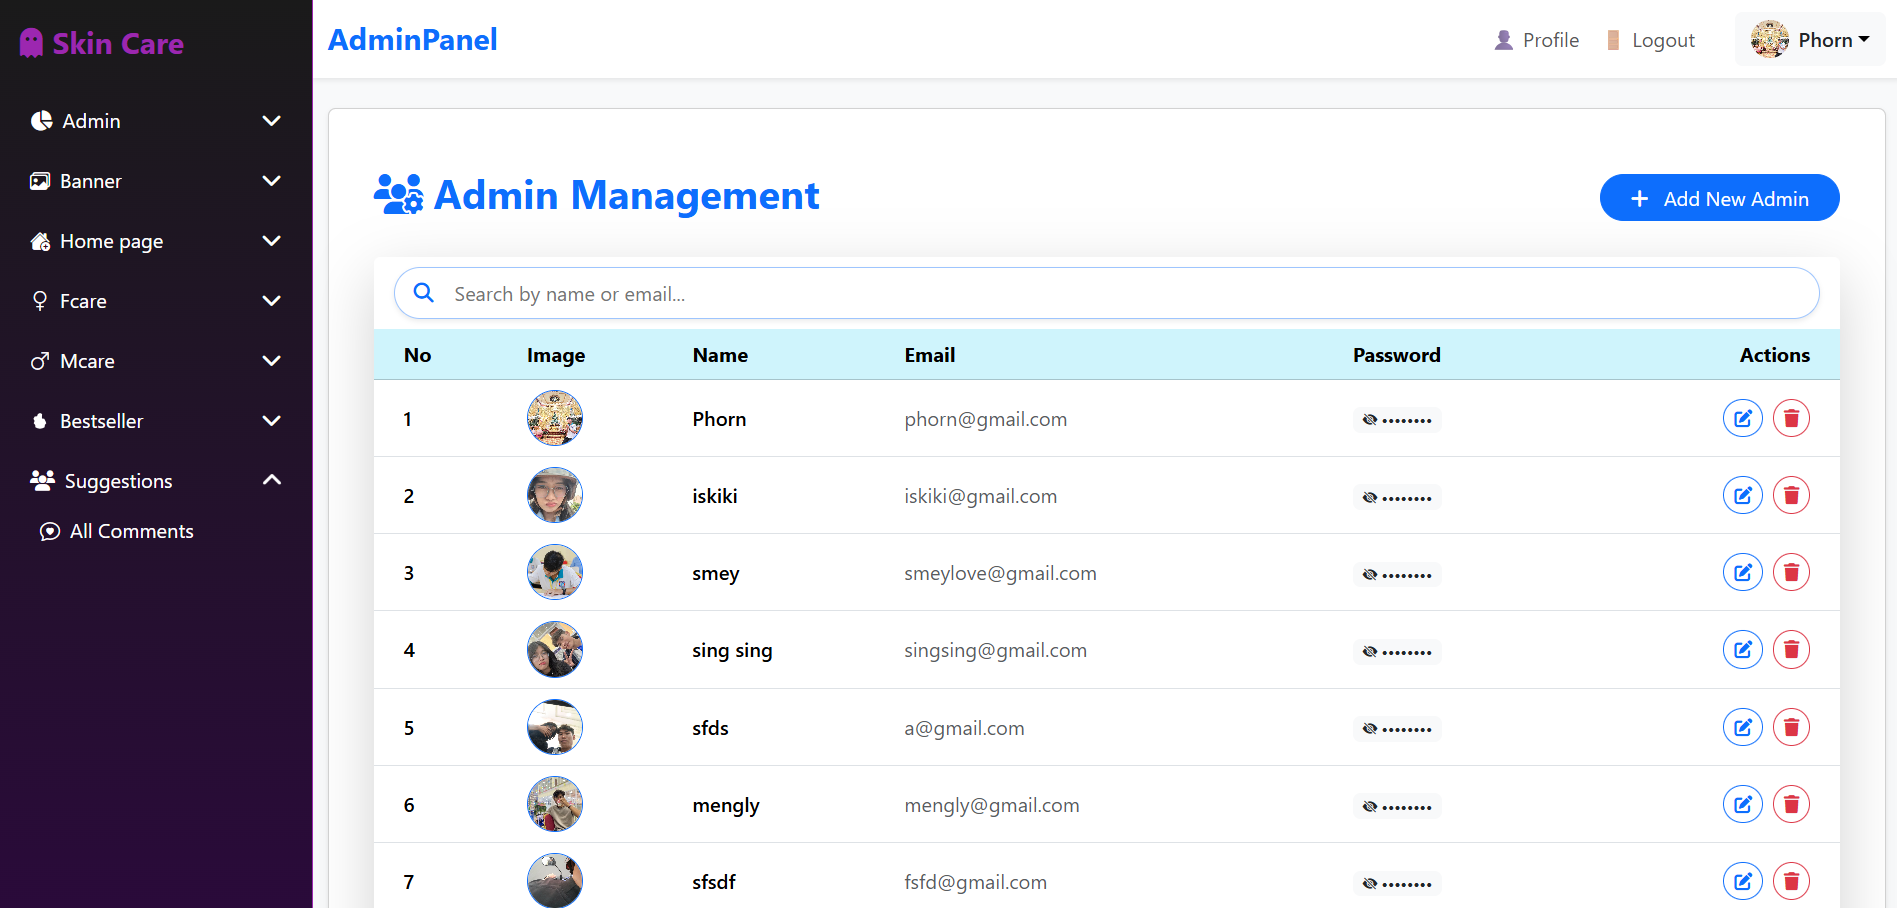 Skin Care
Admin
Banner
Home page
Fcare
Mcare
Bestseller
Suggestions
All Comments
AdminPanel
Profile
Logout
Phorn
Admin Management
Add New Admin
Search by name or email...
No Image Name Email Password Actions
1 Phorn phorn@gmail.com ••••••••
2 iskiki iskiki@gmail.com ••••••••
3 smey smeylove@gmail.com ••••••••
4 sing sing singsing@gmail.com ••••••••
5 sfds a@gmail.com ••••••••
6 mengly mengly@gmail.com ••••••••
7 sfsdf fsfd@gmail.com ••••••••